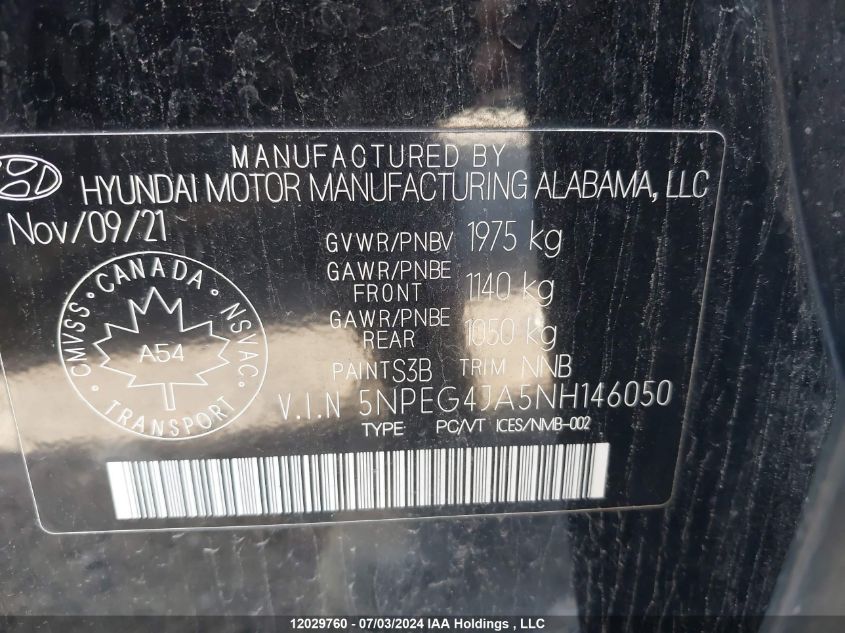 MANUFACTURED BY
HYUNDAI MOTOR MANUFACTURING ALABAMA, LLC
Nov/09/21
GVWR/PNBV 1975 kg
GAWR/PNBE
FRONT 1140 kg
GAWR/PNBE
REAR 1050 kg
PAINT S3B TRIM NNB
V.I.N 5NPEG4JA5NH146050
TYPE PC/VT ICES/NMB-002
CMVSS • CANADA • NSVAC • TRANSPORT •
A54
12029760 - 07/03/2024 IAA Holdings , LLC